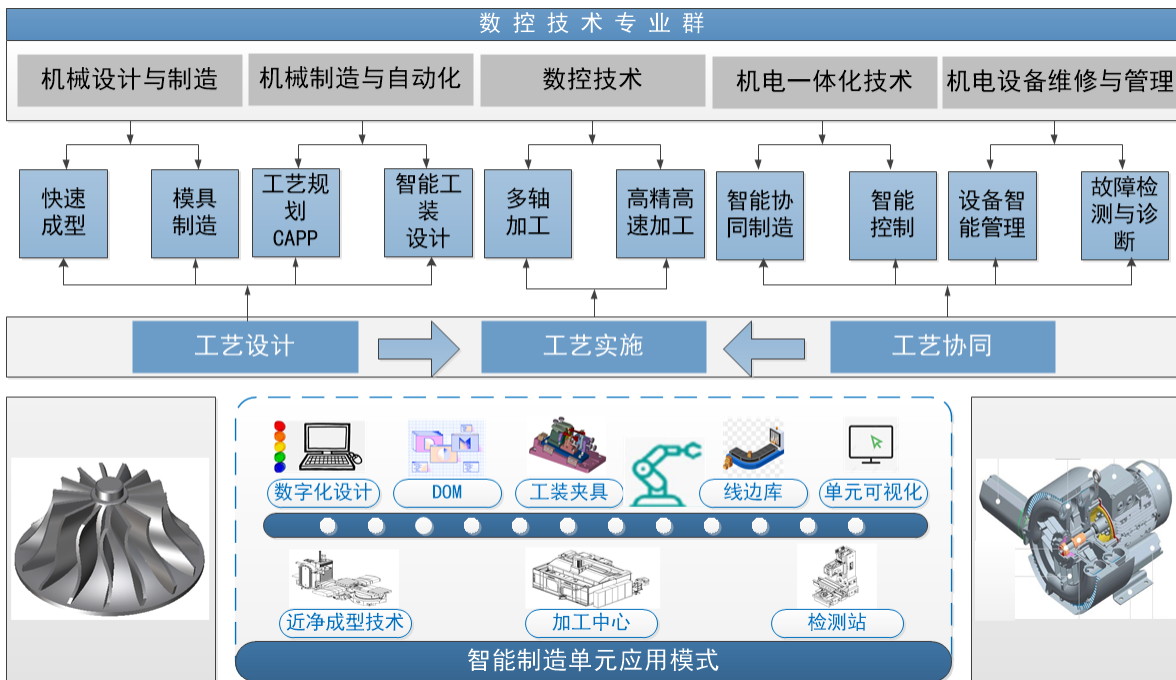 数控技术专业群
机械设计与制造
机械制造与自动化
数控技术
机电一体化技术
机电设备维修与管理
快速
成型
模具
制造
工艺规
划
CAPP
智能工
装
设计
多轴
加工
高精高
速加工
智能协
同制造
智能
控制
设备智
能管理
故障检
测与诊
断
工艺设计
工艺实施
工艺协同
数字化设计
DOM
工装夹具
线边库
单元可视化
近净成型技术
加工中心
检测站
智能制造单元应用模式